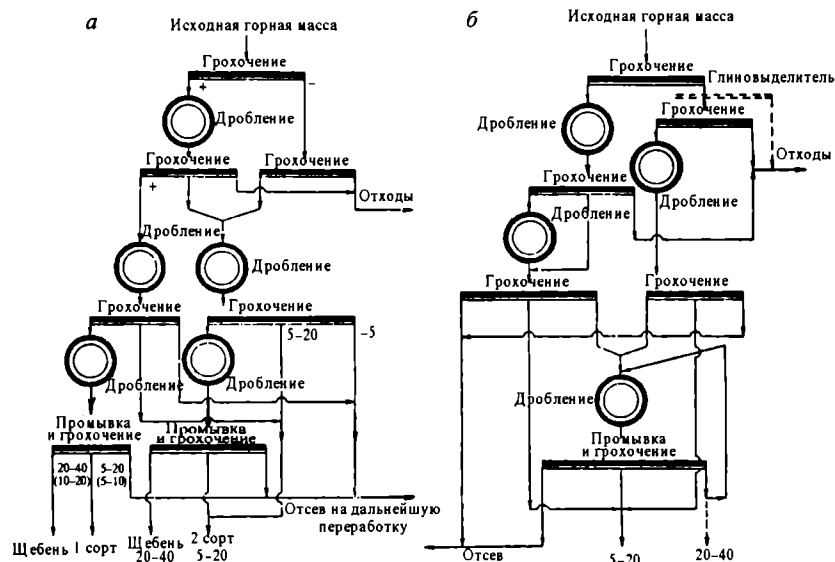 а
Исходная горная масса
Грохочение
+
–
Дробление
Грохочение
Грохочение
+
Отходы
Дробление
Дробление
Грохочение
Грохочение
5–20
–5
Дробление
Дробление
Промывка
и грохочение
Промывка
и грохочение
20–40
(10–20)
5–20
(5–10)
Отсев на дальнейшую
переработку
Щебень 1 сорт
Щебень
20–40
2 сорт
5–20
б
Исходная горная масса
Грохочение
Глиновыделитель
Грохочение
Дробление
Отходы
Грохочение
Дробление
Дробление
Грохочение
Грохочение
Дробление
Промывка
и грохочение
Отсев
5–20
20–40